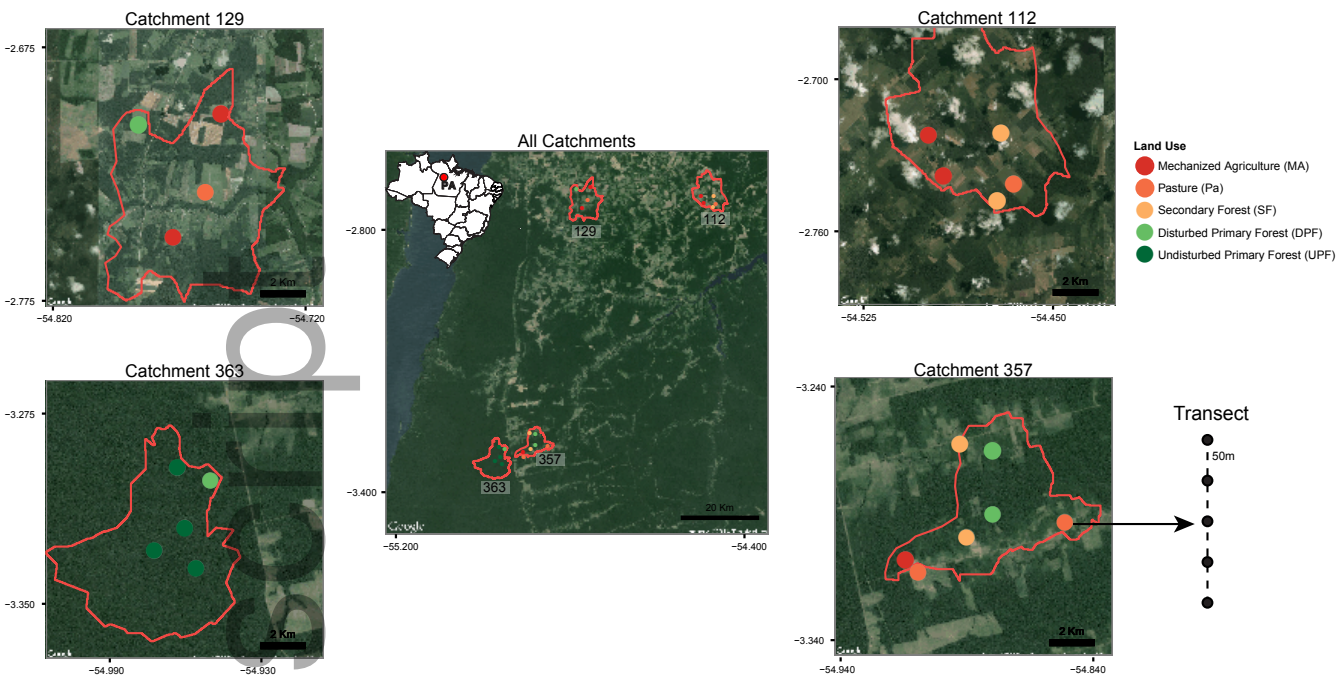 Catchment 129
−2.675
−2.775
−54.820
−54.720
2 Km
Catchment 112
−2.700
−2.760
−54.525
−54.450
2 Km
All Catchments
PA
−2.800
129
112
363
357
−3.400
20 Km
Google
−55.200
−54.400
Land Use
Mechanized Agriculture (MA)
Pasture (Pa)
Secondary Forest (SF)
Disturbed Primary Forest (DPF)
Undisturbed Primary Forest (UPF)
Catchment 363
−3.275
−3.350
−54.990
−54.930
2 Km
Catchment 357
−3.240
−3.340
−54.940
−54.840
2 Km
Transect
50m